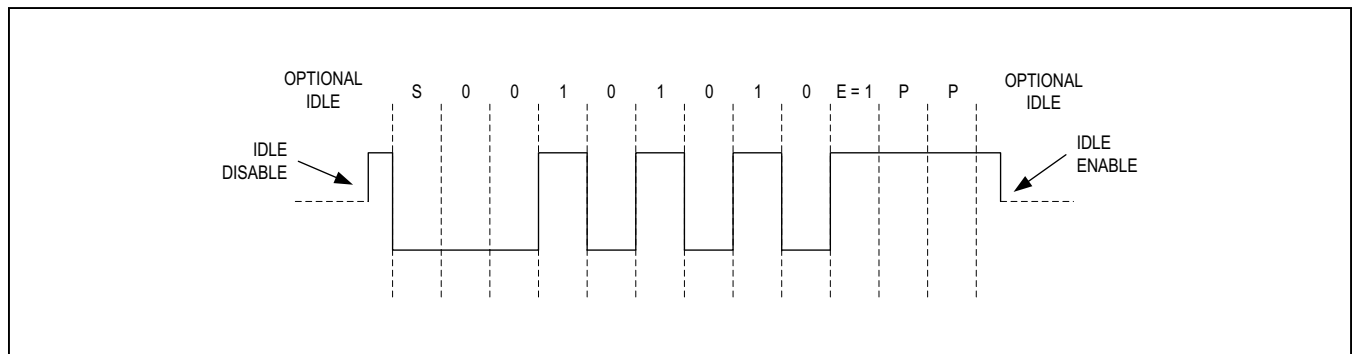 OPTIONAL
IDLE
S 0 0 1 0 1 0 1 0 E = 1 P P
OPTIONAL
IDLE
IDLE
DISABLE
IDLE
ENABLE